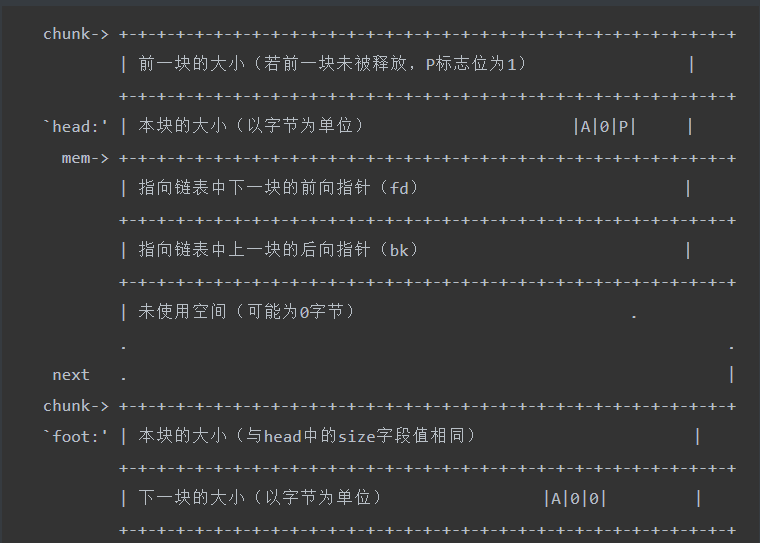 chunk-> +-+-+-+-+-+-+-+-+-+-+-+-+-+-+-+-+-+-+-+-+-+-+-+-+-+-+-+-+-+-+-+-+
| 前一块的大小（若前一块未被释放，P标志位为1） |
+-+-+-+-+-+-+-+-+-+-+-+-+-+-+-+-+-+-+-+-+-+-+-+-+-+-+-+-+-+-+-+-+
`head:' | 本块的大小（以字节为单位） |A|0|P| |
mem-> +-+-+-+-+-+-+-+-+-+-+-+-+-+-+-+-+-+-+-+-+-+-+-+-+-+-+-+-+-+-+-+-+
| 指向链表中下一块的前向指针（fd） |
+-+-+-+-+-+-+-+-+-+-+-+-+-+-+-+-+-+-+-+-+-+-+-+-+-+-+-+-+-+-+-+-+
| 指向链表中上一块的后向指针（bk） |
+-+-+-+-+-+-+-+-+-+-+-+-+-+-+-+-+-+-+-+-+-+-+-+-+-+-+-+-+-+-+-+-+
| 未使用空间（可能为0字节） .
. .
next . |
chunk-> +-+-+-+-+-+-+-+-+-+-+-+-+-+-+-+-+-+-+-+-+-+-+-+-+-+-+-+-+-+-+-+-+
`foot:' | 本块的大小（与head中的size字段值相同） |
+-+-+-+-+-+-+-+-+-+-+-+-+-+-+-+-+-+-+-+-+-+-+-+-+-+-+-+-+-+-+-+-+
| 下一块的大小（以字节为单位） |A|0|0| |
+-+-+-+-+-+-+-+-+-+-+-+-+-+-+-+-+-+-+-+-+-+-+-+-+-+-+-+-+-+-+-+-+